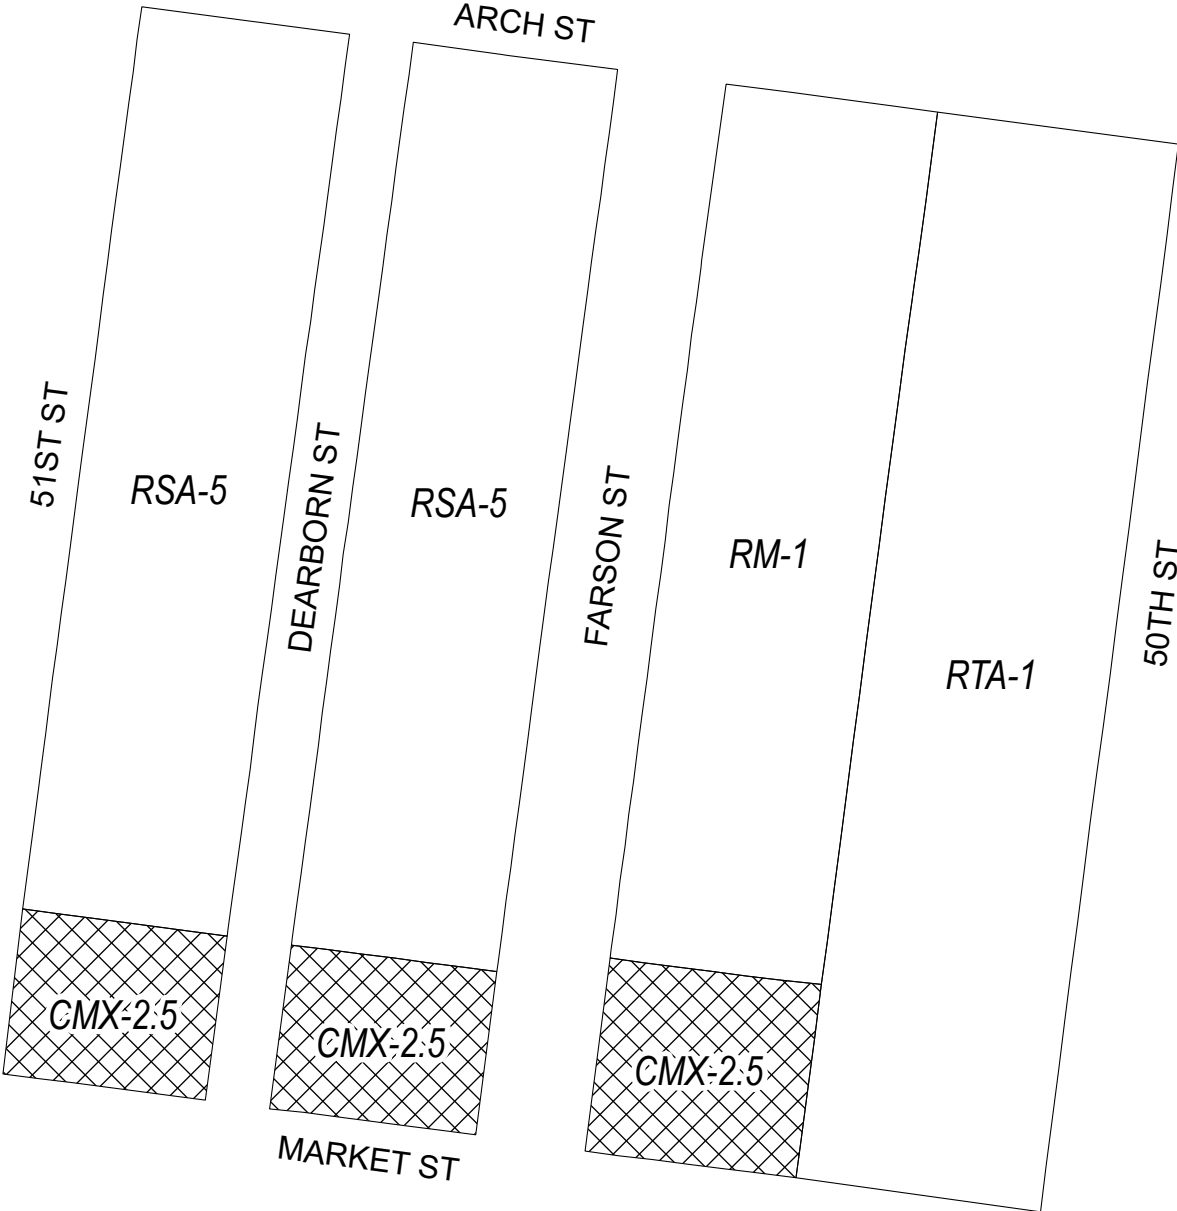 ARCH ST
51ST ST
RSA-5
DEARBORN ST
RSA-5
FARSON ST
RM-1
RTA-1
50TH ST
CMX-2.5
CMX-2.5
CMX-2.5
MARKET ST